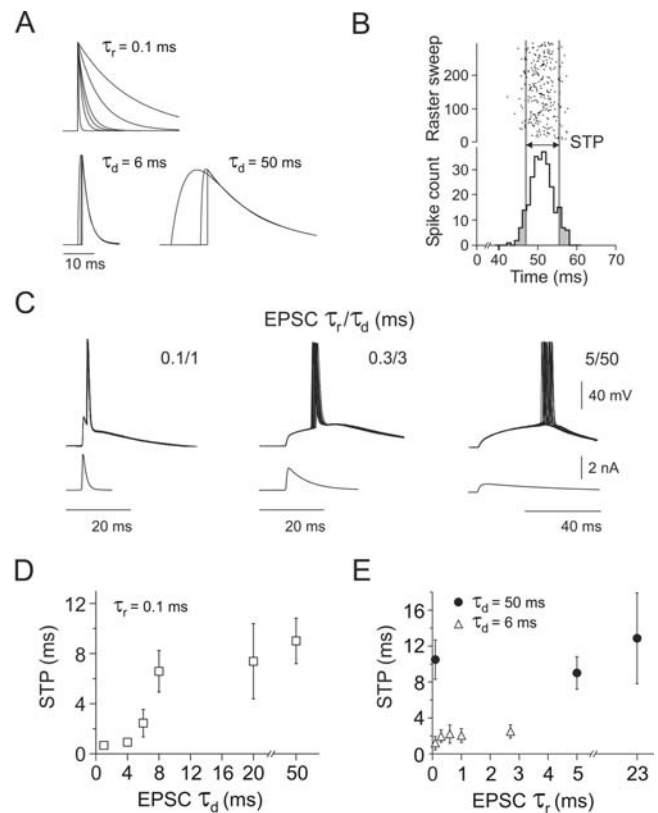 A
τr = 0.1 ms
τd = 6 ms
τd = 50 ms
10 ms
B
Raster sweep
200
100
0
STP
Spike count
30
20
10
0
0 40 50 60 70
Time (ms)
C
EPSC τr/τd (ms)
0.1/1
0.3/3
5/50
40 mV
2 nA
20 ms
20 ms
40 ms
D
τr = 0.1 ms
STP (ms)
12
8
4
0
0 4 8 12 16 20 50
EPSC τd (ms)
E
τd = 50 ms
τd = 6 ms
STP (ms)
16
12
8
4
0
0 1 2 3 4 5 23
EPSC τr (ms)